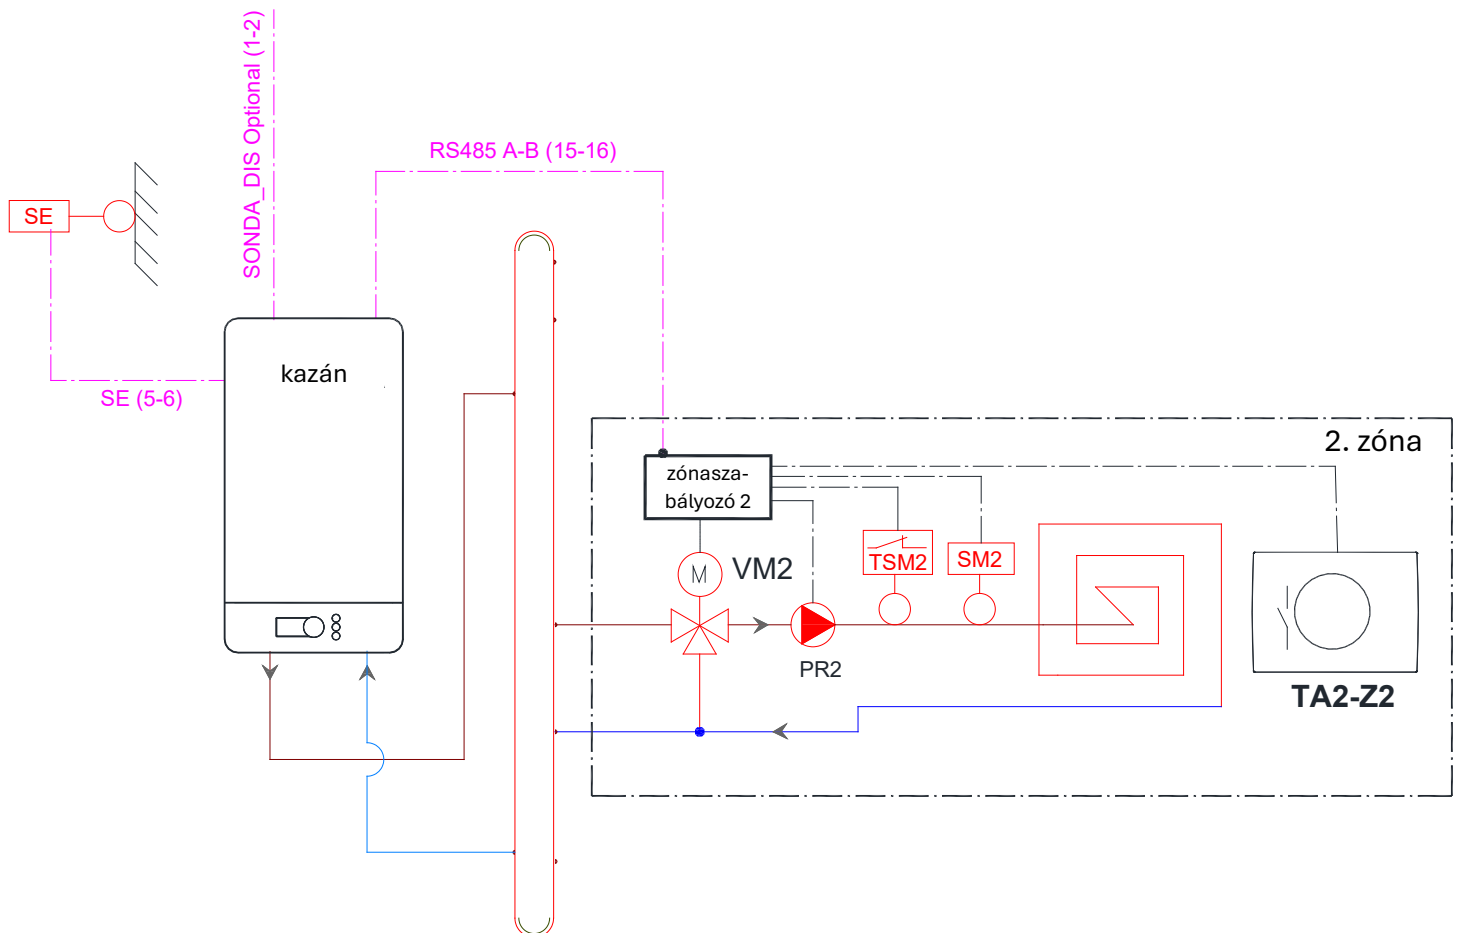 SONDA_DIS Optional (1-2)
RS485 A-B (15-16)
SE
kazán
SE (5-6)
2. zóna
zónasza-
bályozó 2
TSM2
SM2
M
VM2
PR2
TA2-Z2